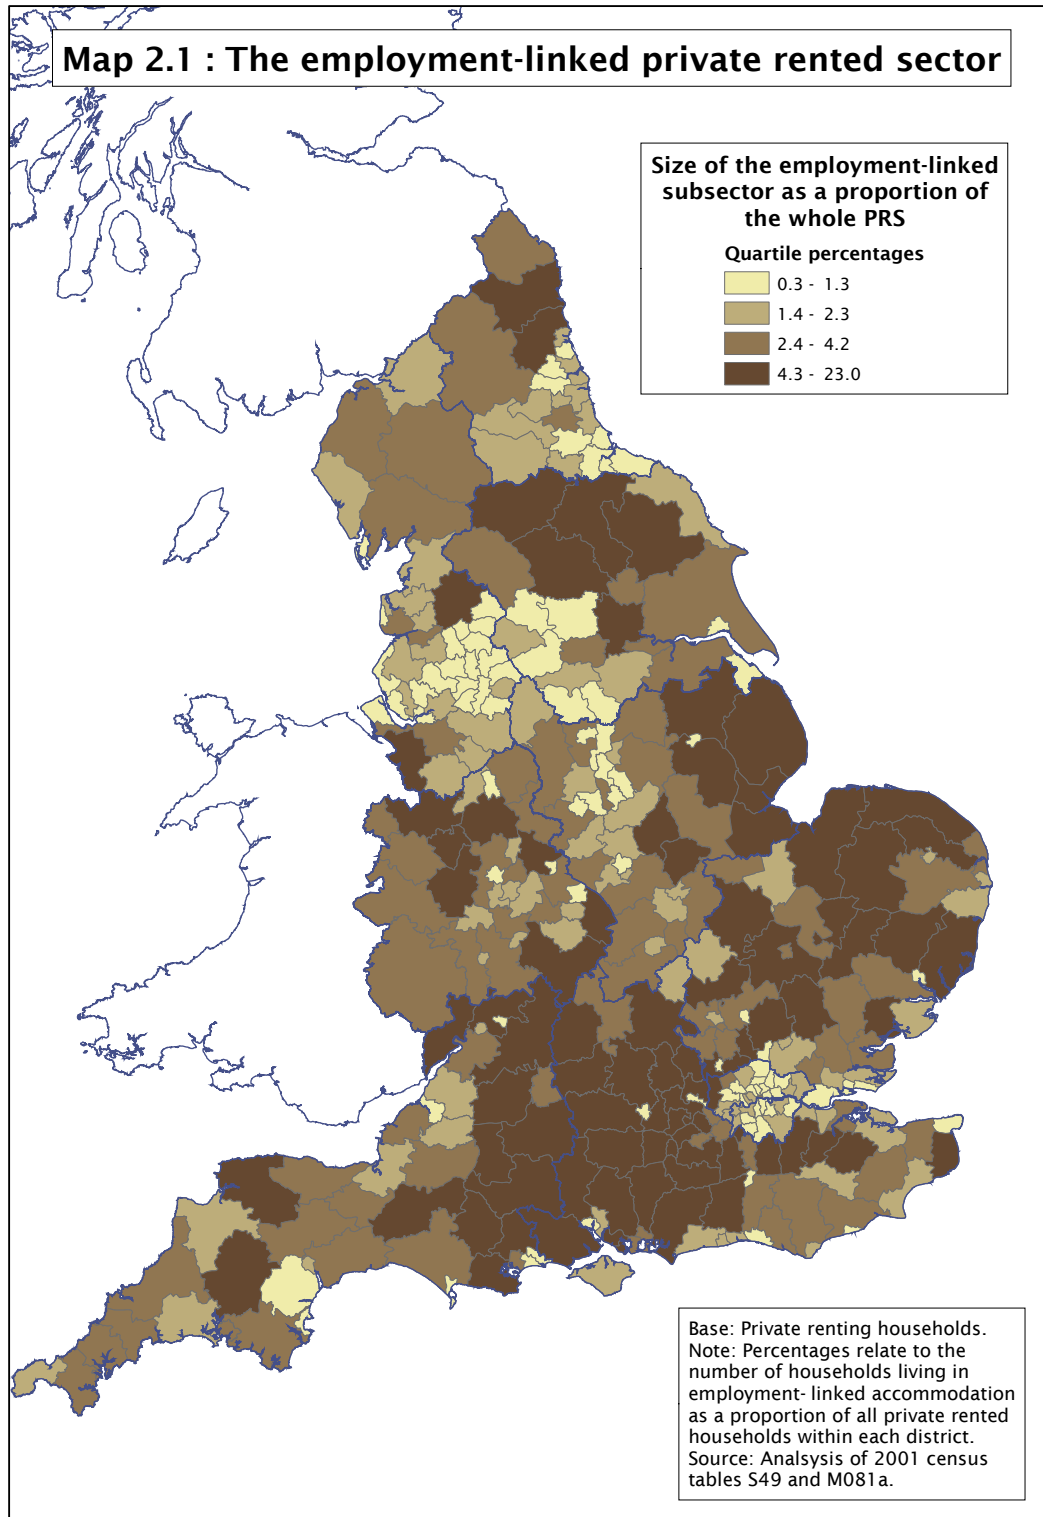 Map 2.1 : The employment-linked private rented sector
Size of the employment-linked
subsector as a proportion of
the whole PRS
Quartile percentages
0.3 - 1.3
1.4 - 2.3
2.4 - 4.2
4.3 - 23.0
Base: Private renting households.
Note: Percentages relate to the
number of households living in
employment- linked accommodation
as a proportion of all private rented
households within each district.
Source: Analsysis of 2001 census
tables S49 and M081a.